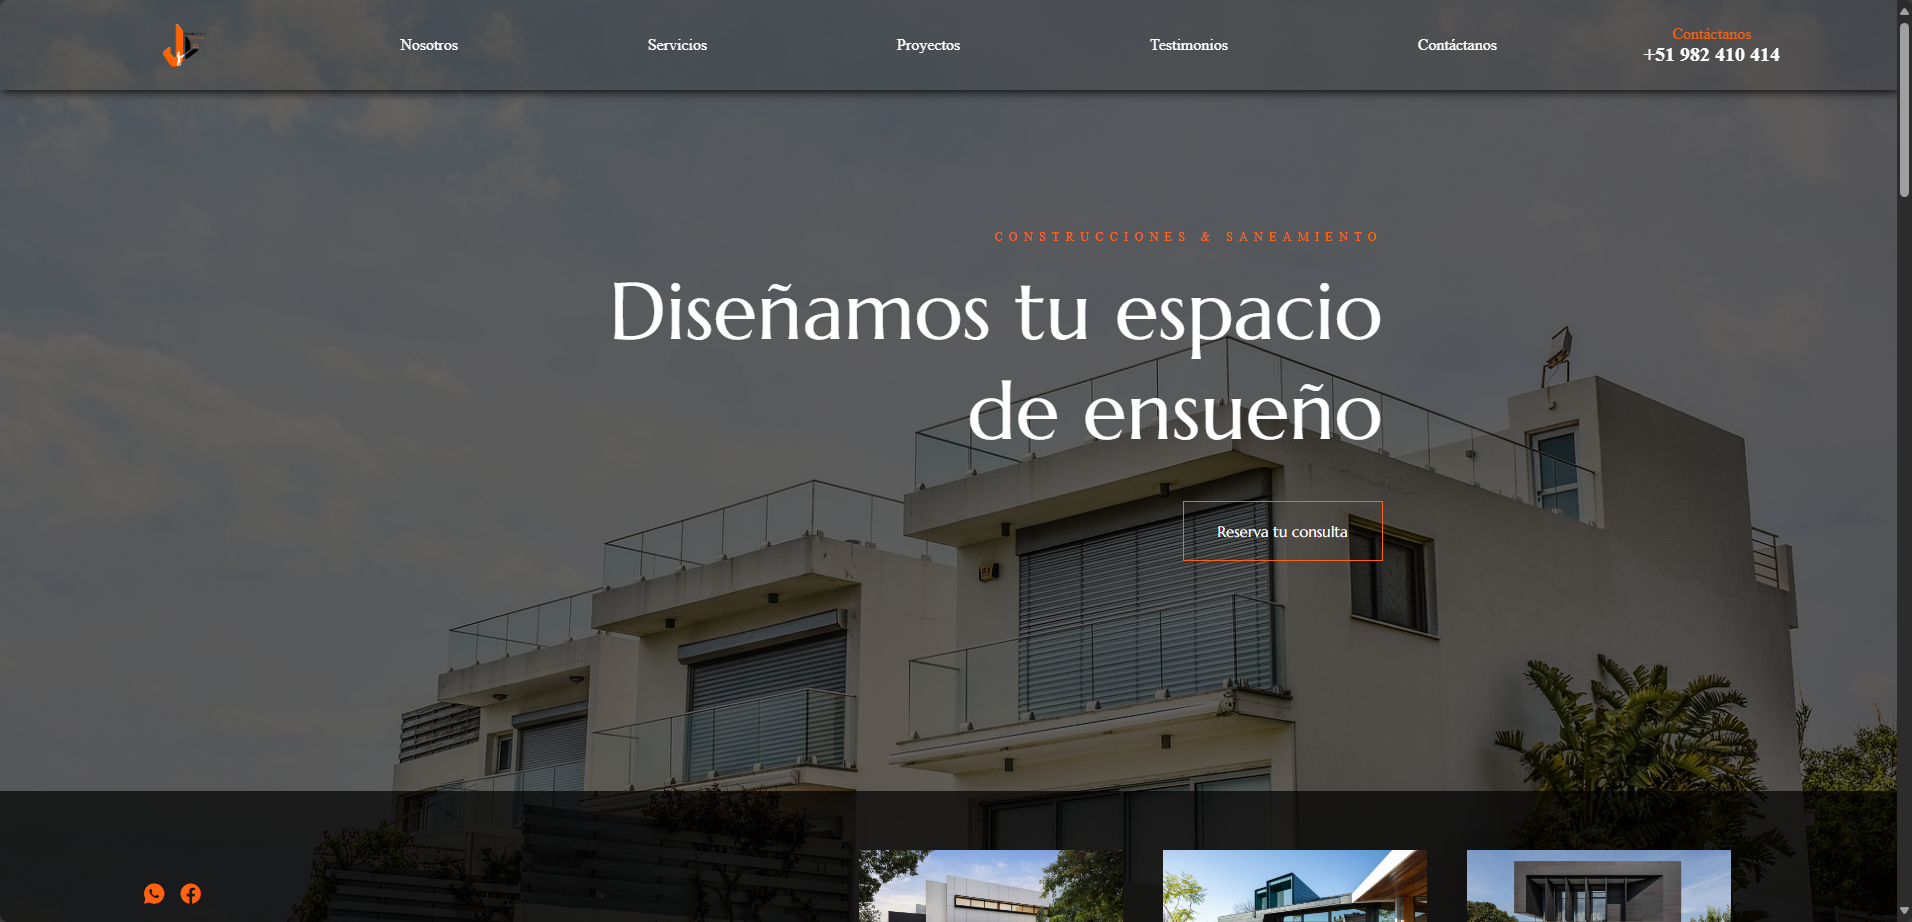 Nosotros
Servicios
Proyectos
Testimonios
Contáctanos
Contáctanos
+51 982 410 414
CONSTRUCCIONES & SANEAMIENTO
Diseñamos tu espacio
de ensueño
Reserva tu consulta